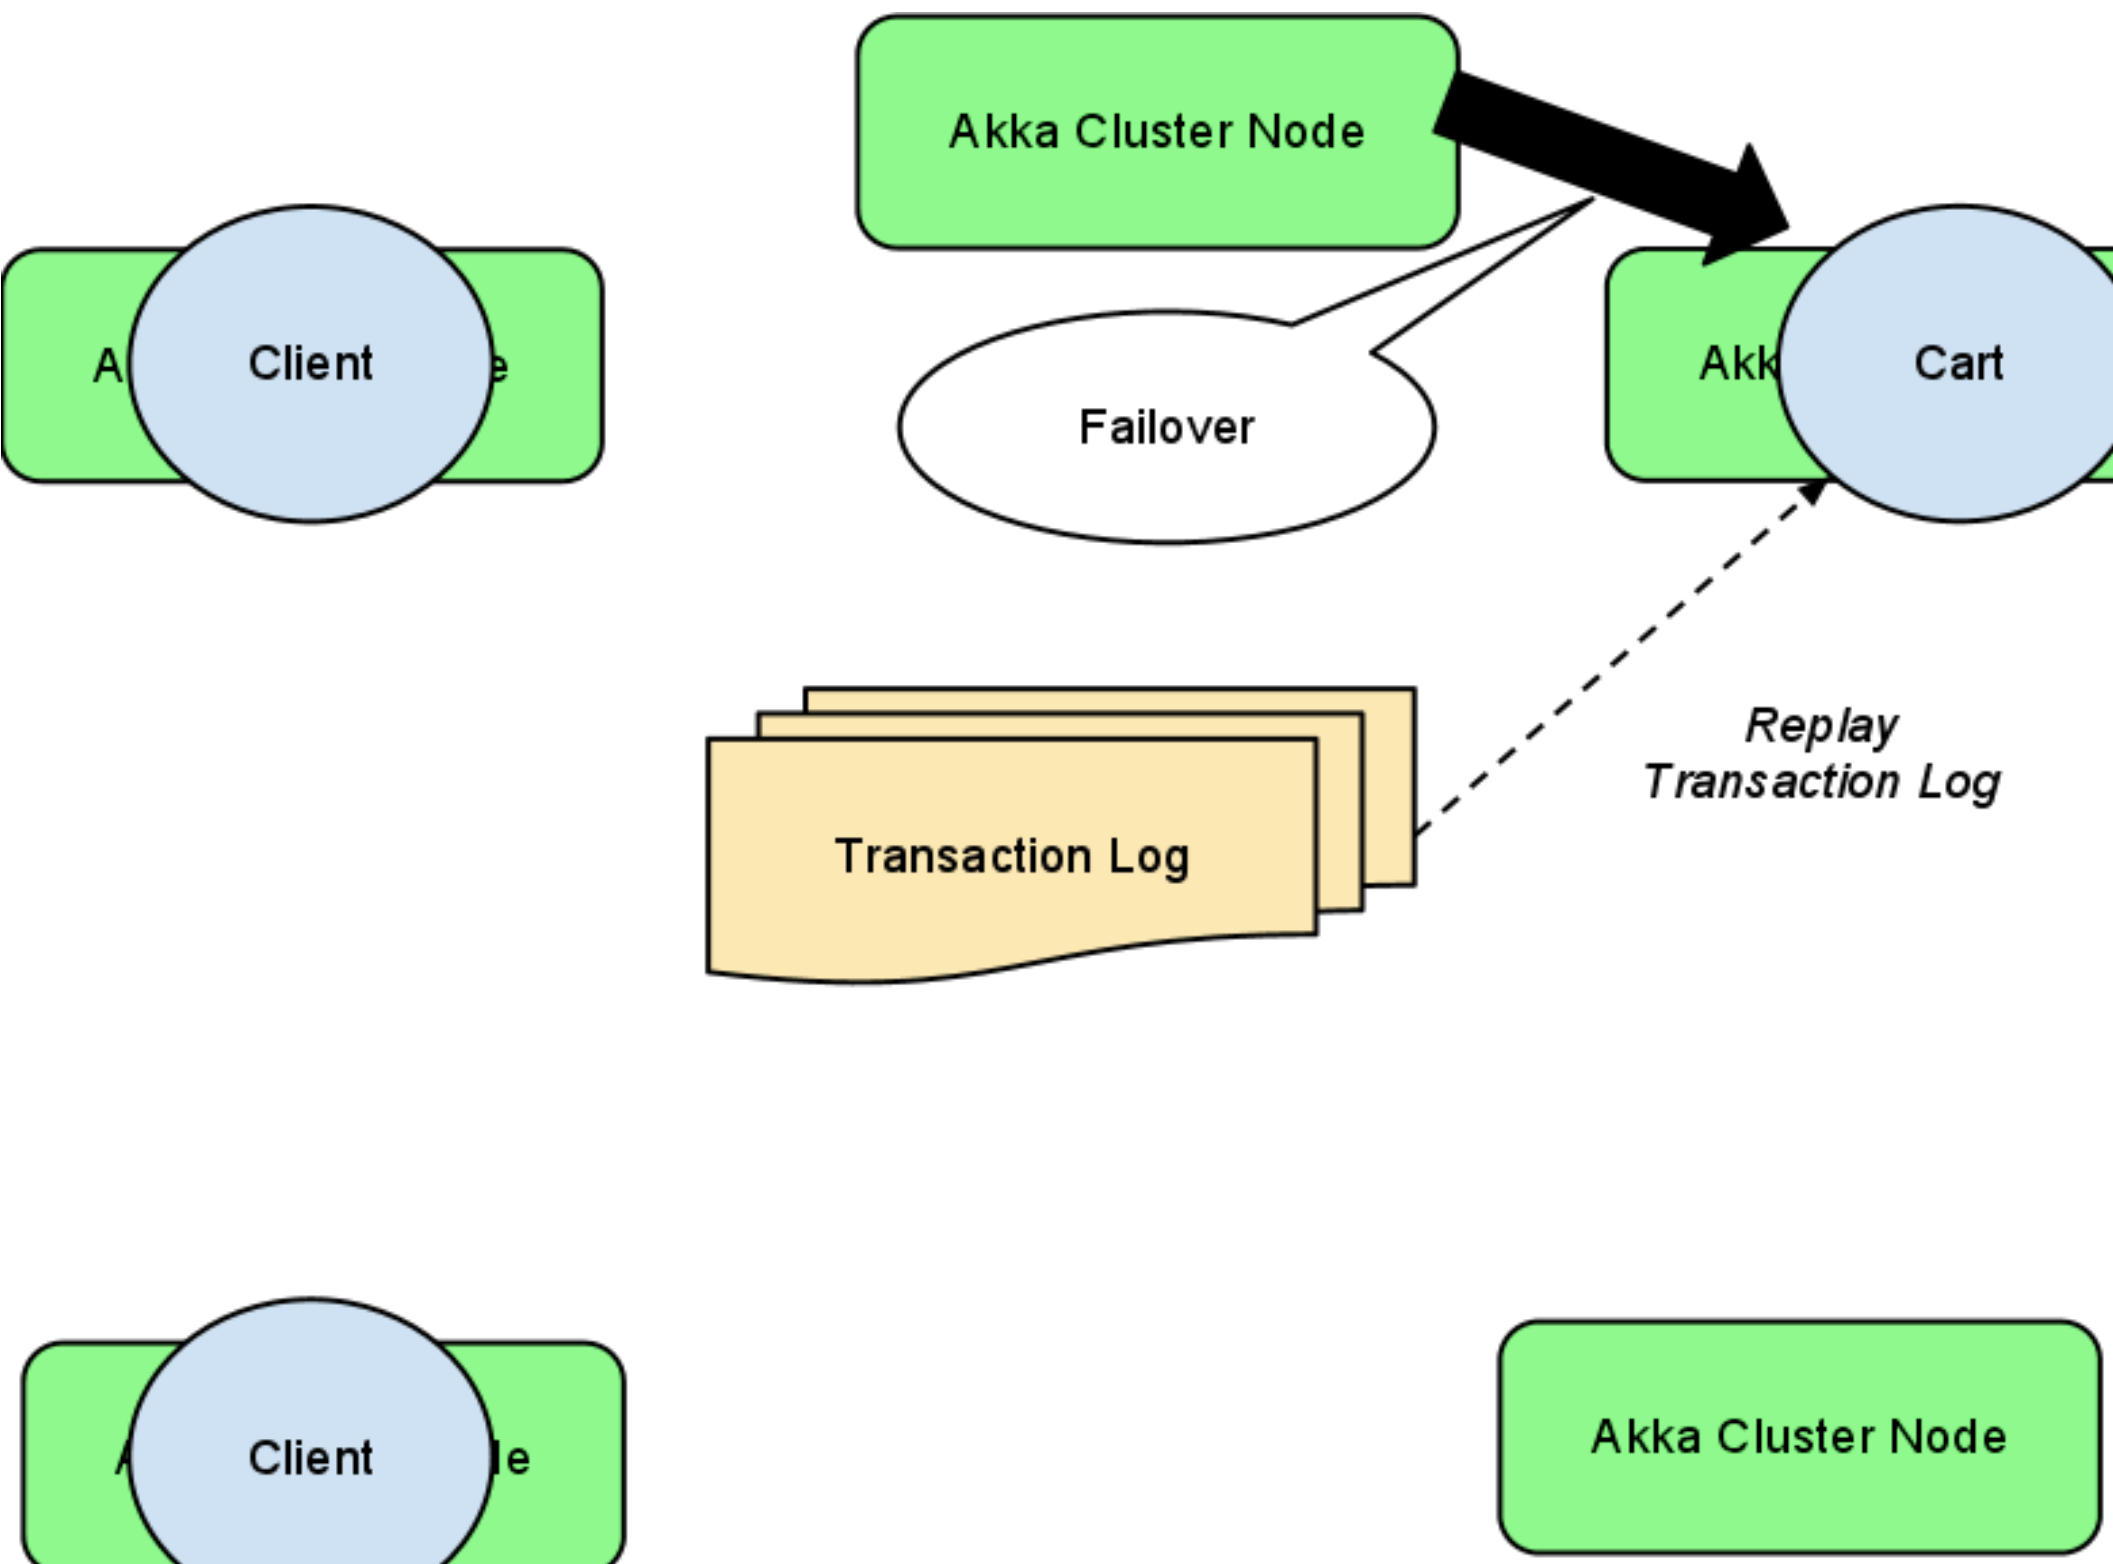 Akka Cluster Node
Client
Cart
Failover
Replay
Transaction Log
Transaction Log
Client
Akka Cluster Node